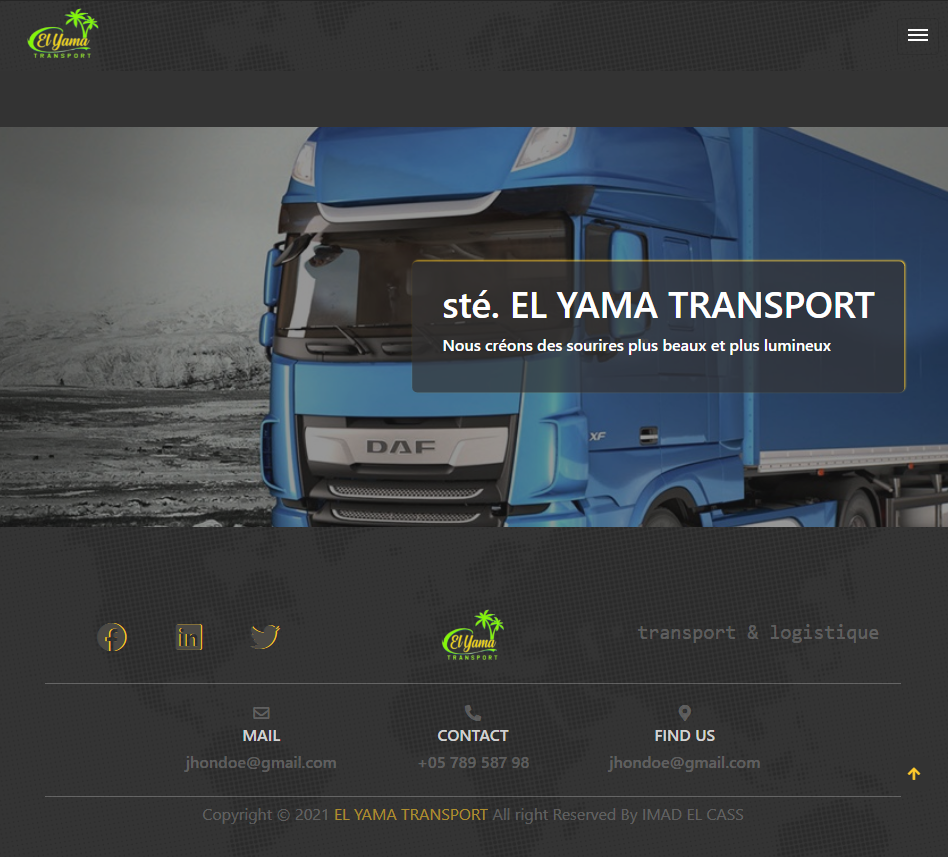 El Yama
TRANSPORT
sté. EL YAMA TRANSPORT
Nous créons des sourires plus beaux et plus lumineux
DAF
XF
El Yama
TRANSPORT
transport & logistique
MAIL
CONTACT
FIND US
jhondoe@gmail.com
+05 789 587 98
jhondoe@gmail.com
Copyright © 2021 EL YAMA TRANSPORT All right Reserved By IMAD EL CASS